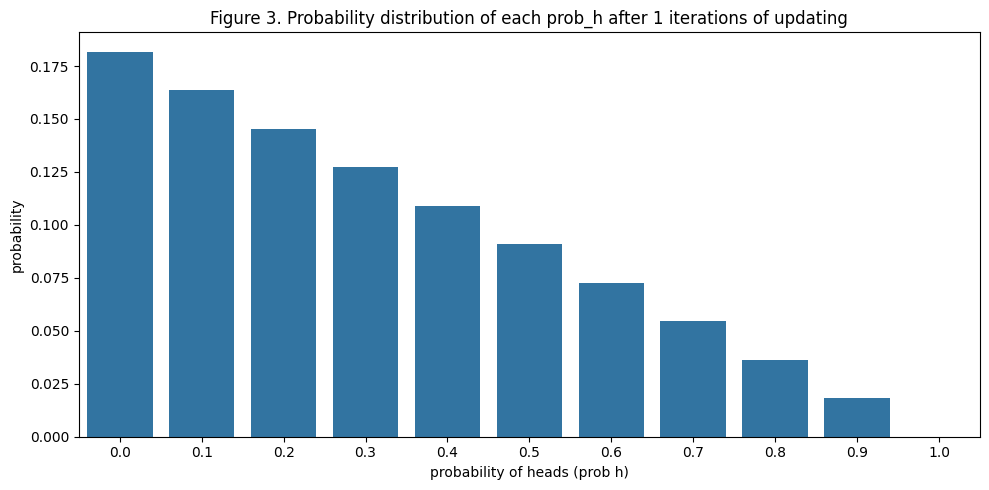 Figure 3. Probability distribution of each prob_h after 1 iterations of updating
0.175
0.150
0.125
0.100
0.075
0.050
0.025
0.000
probability
0.0 0.1 0.2 0.3 0.4 0.5 0.6 0.7 0.8 0.9 1.0
probability of heads (prob h)